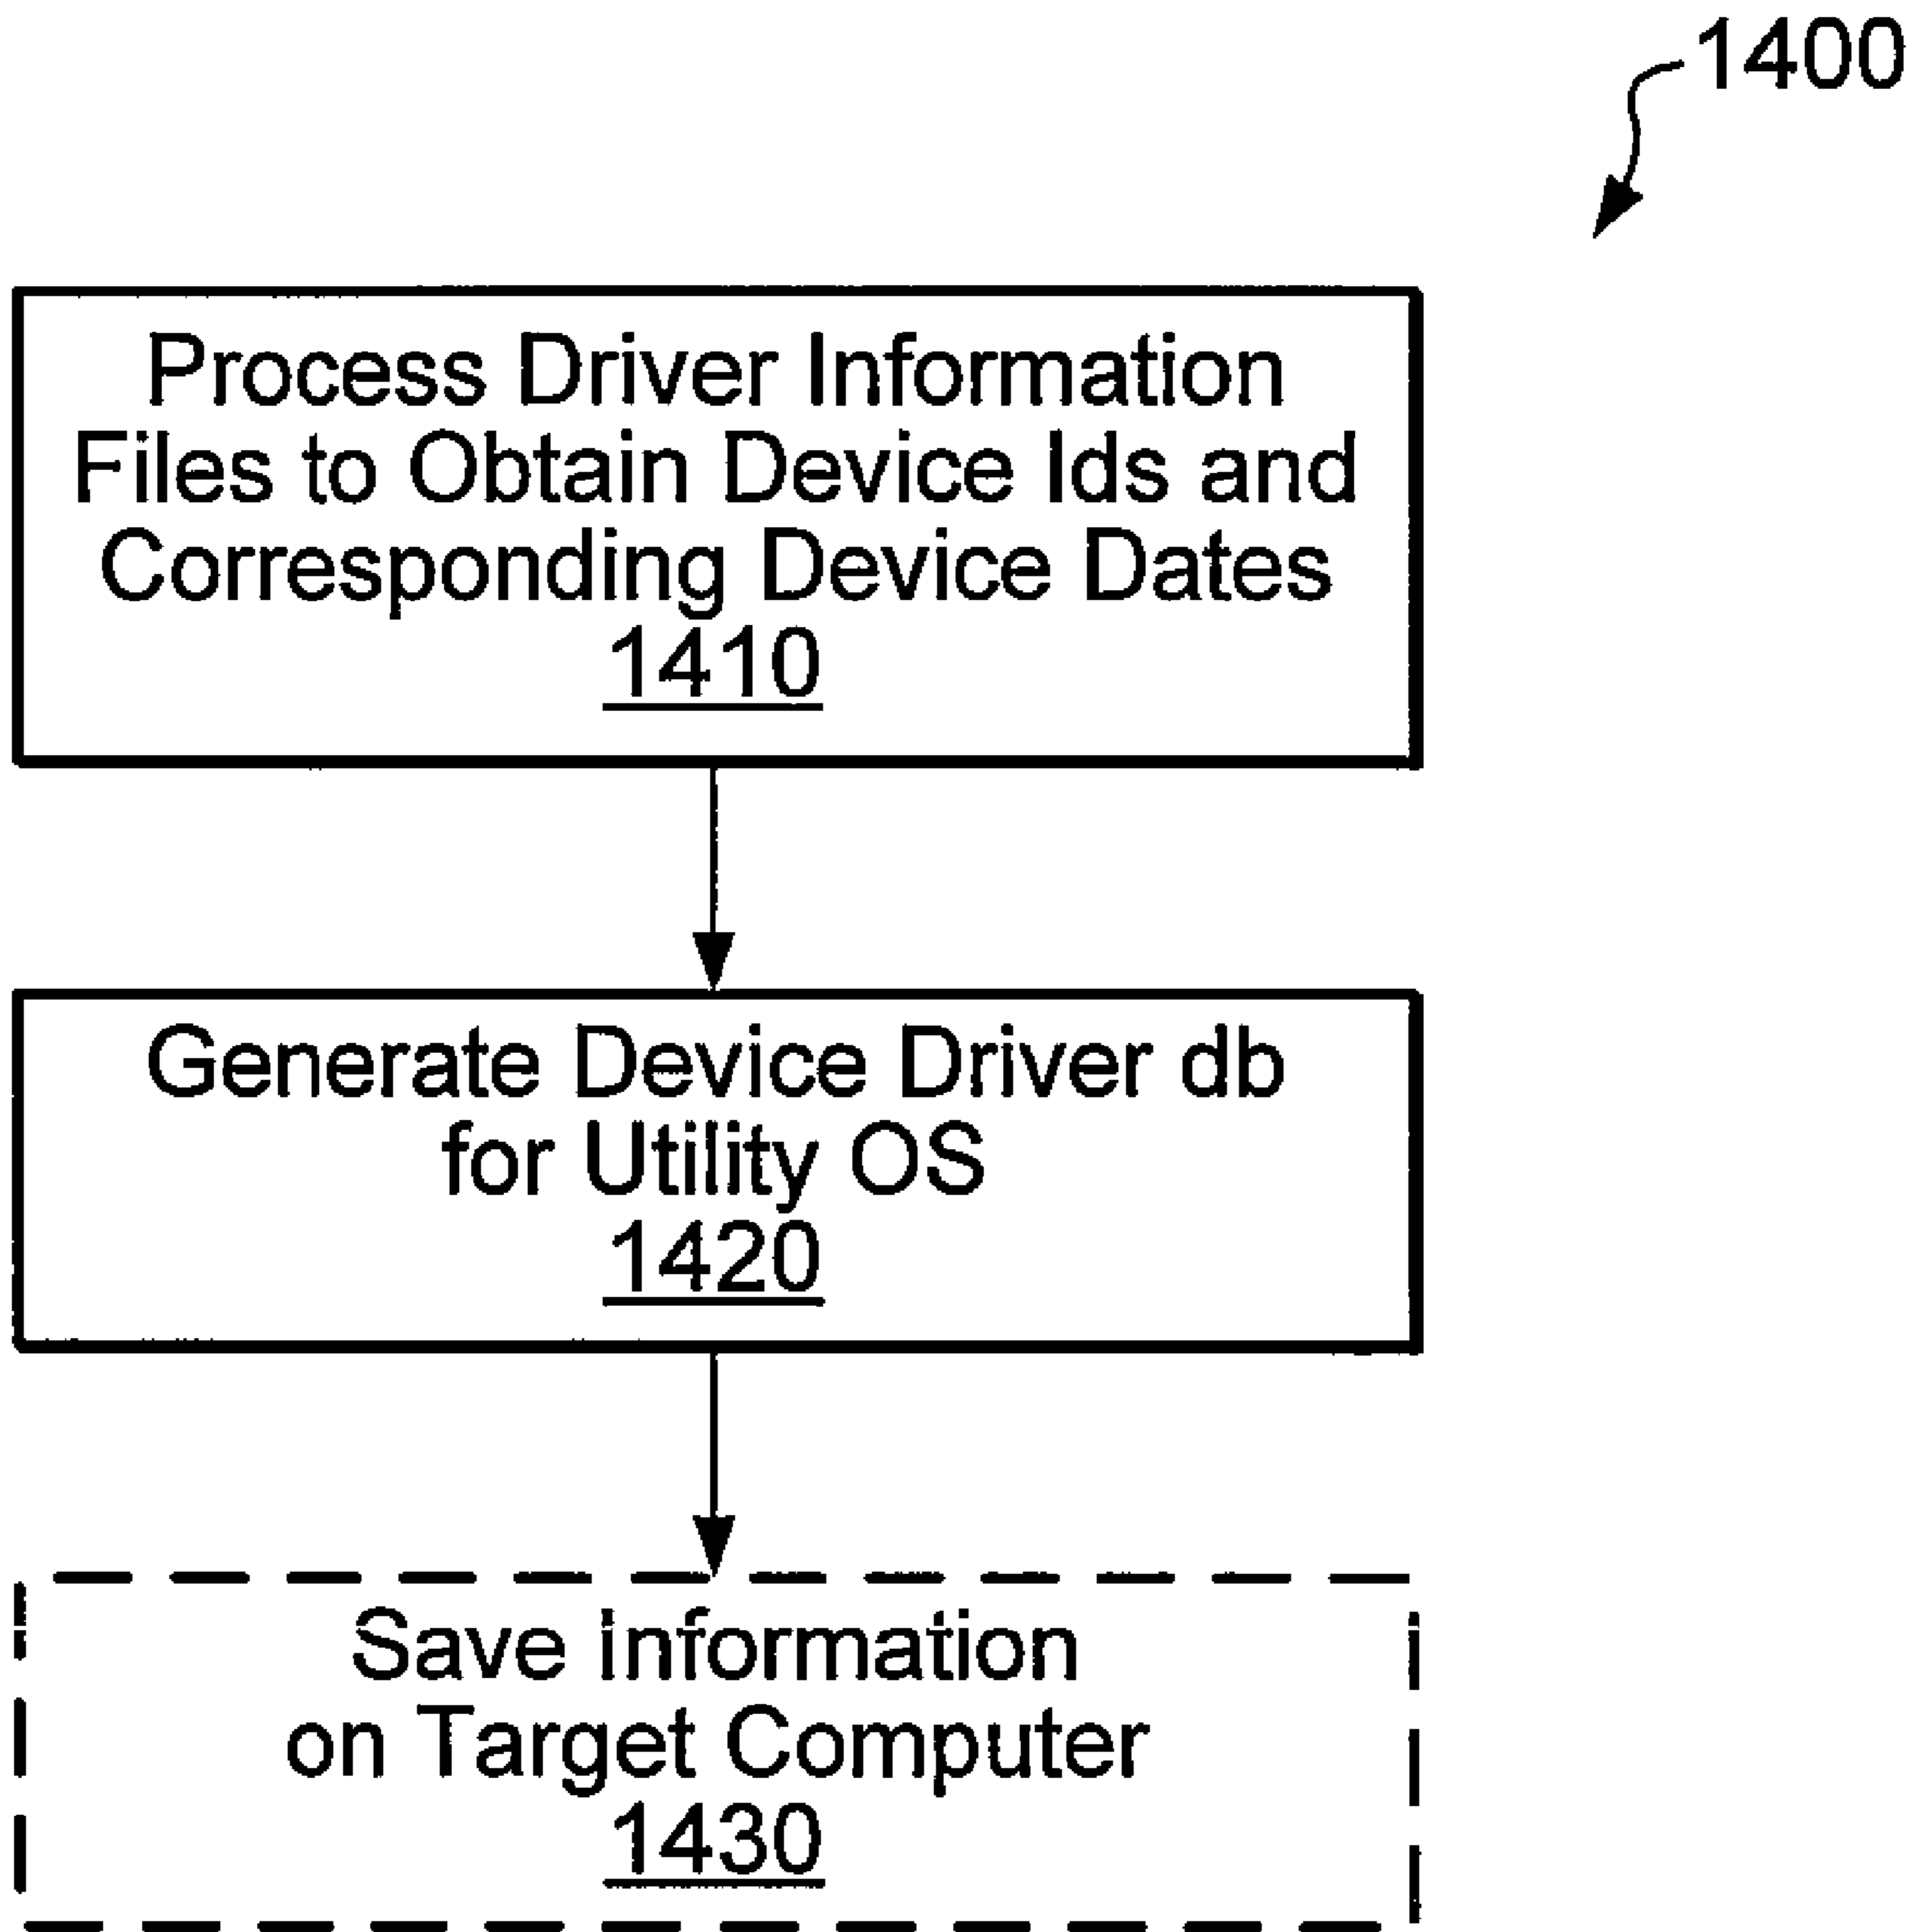 1400
Process Driver Information
Files to Obtain Device Ids and
Corresponding Device Dates
1410
Generate Device Driver db
for Utility OS
1420
Save information
on Target Computer
1430